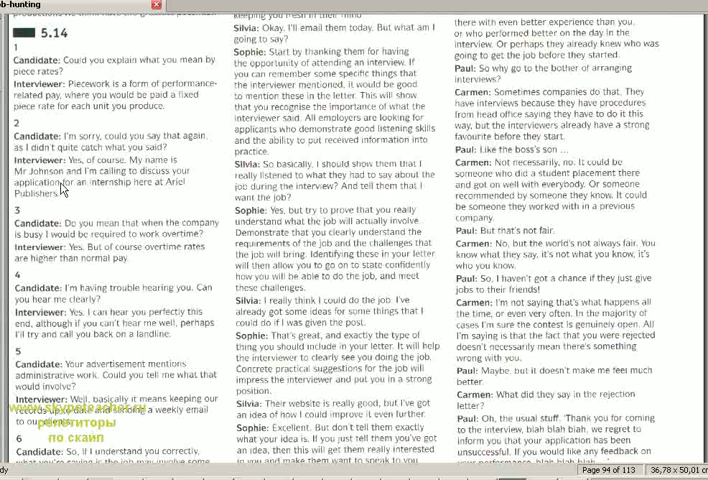 b-hunting
5.14
1
Candidate: Could you explain what you mean by
piece rates?
Interviewer: Piecework is a form of performance-
related pay, where you would be paid a fixed
piece rate for each unit you produce.
2
Candidate: I'm sorry, could you say that again,
as I didn't quite catch what you said?
Interviewer: Yes, of course. My name is
Mr Johnson and I'm calling to discuss your
application for an internship here at Ariel
Publishers.
3
Candidate: Do you mean that when the company
is busy I would be required to work overtime?
Interviewer: Yes. But of course overtime rates
are higher than normal pay.
4
Candidate: I'm having trouble hearing you. Can
you hear me clearly?
Interviewer: Yes, I can hear you perfectly this
end, although if you can't hear me well, perhaps
I'll try and call you back on a landline.
5
Candidate: Your advertisement mentions
administrative work. Could you tell me what that
would involve?
Interviewer: Well, basically it means keeping our
records up to date and sending a weekly email
to our
6
Candidate: So, if I understand you correctly,
what you're saying is the job may involve some
репетиторы
по скаип
keeping you fresh in their mind
Silvia: Okay. I'll email them today. But what am I
going to say?
Sophie: Start by thanking them for having
the opportunity of attending an interview. If
you can remember some specific things that
the interviewer mentioned, it would be good
to mention these in the letter. This will show
that you recognise the importance of what the
interviewer said. All employers are looking for
applicants who demonstrate good listening skills
and the ability to put received information into
practice.
Silvia: So basically, I should show them that I
really listened to what they had to say about the
job during the interview? And tell them that I
want the job?
Sophie: Yes, but try to prove that you really
understand what the job will actually involve.
Demonstrate that you clearly understand the
requirements of the job and the challenges that
the job will bring. Identifying these in your letter
will then allow you to go on to state confidently
how you will be able to do the job, and meet
these challenges.
Silvia: I really think I could do the job. I've
already got some ideas for some things that I
could do if I was given the post.
Sophie: That's great, and exactly the type of
thing you should include in your letter. It will help
the interviewer to clearly see you doing the job.
Concrete practical suggestions for the job will
impress the interviewer and put you in a strong
position.
Silvia: Their website is really good, but I've got
an idea of how I could improve it even further.
Sophie: Excellent. But don't tell them exactly
what your idea is. If you just tell them you've got
an idea, then this will get them really interested
in you and make them want to speak to you
there with even better experience than you,
or who performed better on the day in the
interview. Or perhaps they already knew who was
going to get the job before they started.
Paul: So why go to the bother of arranging
interviews?
Carmen: Sometimes companies do that. They
have interviews because they have procedures
from head office saying they have to do it this
way, but the interviewers already have a strong
favourite before they start.
Paul: Like the boss's son ...
Carmen: Not necessarily, no. It could be
someone who did a student placement there
and got on well with everybody. Or someone
recommended by someone they know. It could
be someone they worked with in a previous
company.
Paul: But that's not fair.
Carmen: No, but the world's not always fair. You
know what they say, it's not what you know, it's
who you know.
Paul: So, I haven't got a chance if they just give
jobs to their friends!
Carmen: I'm not saying that's what happens all
the time, or even very often. In the majority of
cases I'm sure the contest is genuinely open. All
I'm saying is that the fact that you were rejected
doesn't necessarily mean there's something
wrong with you.
Paul: Maybe, but it doesn't make me feel much
better.
Carmen: What did they say in the rejection
letter?
Paul: Oh, the usual stuff. 'Thank you for coming
to the interview, blah blah blah, we regret to
inform you that your application has been
unsuccessful. If you would like any feedback on
your performance, blah blah blah
dy
Page 94 of 113
36,78 x 50,01 c